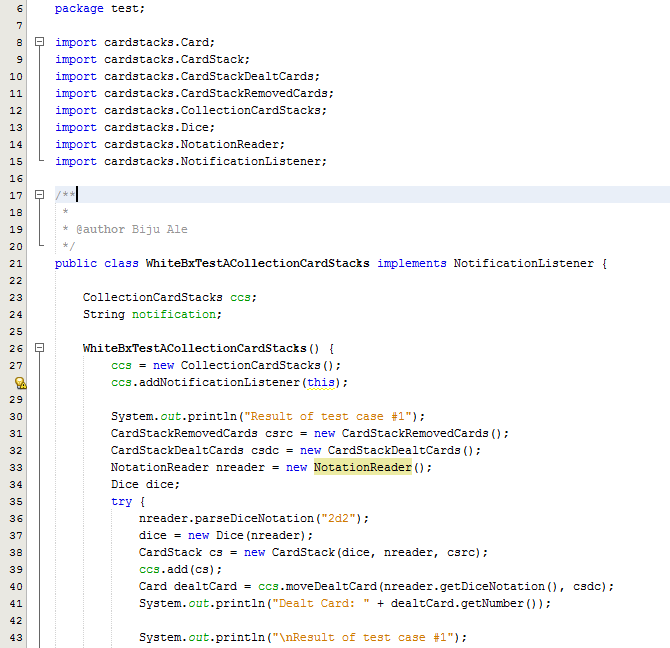 6 package test;
7
8 import cardstacks.Card;
9 import cardstacks.CardStack;
10 import cardstacks.CardStackDealtCards;
11 import cardstacks.CardStackRemovedCards;
12 import cardstacks.CollectionCardStacks;
13 import cardstacks.Dice;
14 import cardstacks.NotationReader;
15 import cardstacks.NotificationListener;
16
17 /**
18  *
19  * @author Biju Ale
20  */
21 public class WhiteBxTestACollectionCardStacks implements NotificationListener {
22
23     CollectionCardStacks ccs;
24     String notification;
25
26     WhiteBxTestACollectionCardStacks() {
27         ccs = new CollectionCardStacks();
        ccs.addNotificationListener(this);
29
30         System.out.println("Result of test case #1");
31         CardStackRemovedCards csrc = new CardStackRemovedCards();
32         CardStackDealtCards csdc = new CardStackDealtCards();
33         NotationReader nreader = new NotationReader();
34         Dice dice;
35         try {
36             nreader.parseDiceNotation("2d2");
37             dice = new Dice(nreader);
38             CardStack cs = new CardStack(dice, nreader, csrc);
39             ccs.add(cs);
40             Card dealtCard = ccs.moveDealtCard(nreader.getDiceNotation(), csdc);
41             System.out.println("Dealt Card: " + dealtCard.getNumber());
42
43             System.out.println("\nResult of test case #1");